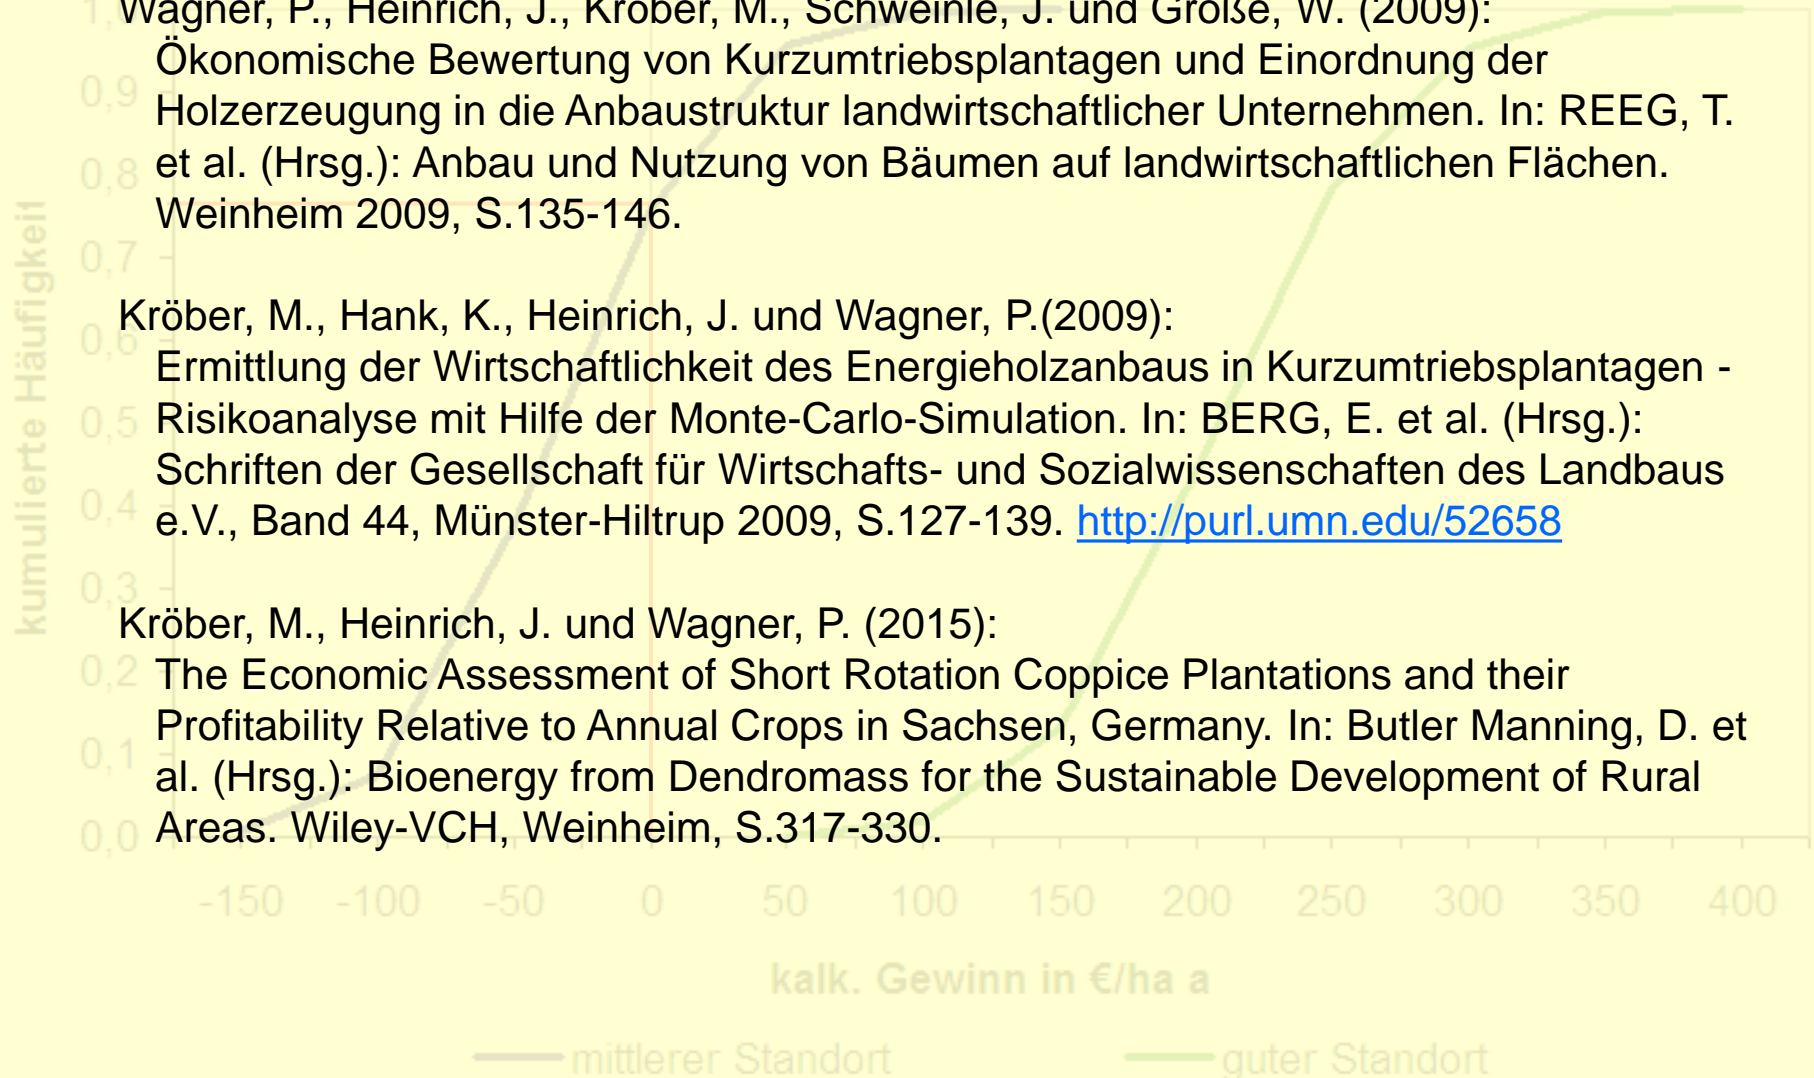 Wagner, P., Heinrich, J., Kröber, M., Schweinle, J. und Große, W. (2009):
Ökonomische Bewertung von Kurzumtriebsplantagen und Einordnung der
Holzerzeugung in die Anbaustruktur landwirtschaftlicher Unternehmen. In: REEG, T.
et al. (Hrsg.): Anbau und Nutzung von Bäumen auf landwirtschaftlichen Flächen.
Weinheim 2009, S.135-146.
Kröber, M., Hank, K., Heinrich, J. und Wagner, P.(2009):
Ermittlung der Wirtschaftlichkeit des Energieholzanbaus in Kurzumtriebsplantagen -
Risikoanalyse mit Hilfe der Monte-Carlo-Simulation. In: BERG, E. et al. (Hrsg.):
Schriften der Gesellschaft für Wirtschafts- und Sozialwissenschaften des Landbaus
e.V., Band 44, Münster-Hiltrup 2009, S.127-139. http://purl.umn.edu/52658
Kröber, M., Heinrich, J. und Wagner, P. (2015):
The Economic Assessment of Short Rotation Coppice Plantations and their
Profitability Relative to Annual Crops in Sachsen, Germany. In: Butler Manning, D. et
al. (Hrsg.): Bioenergy from Dendromass for the Sustainable Development of Rural
Areas. Wiley-VCH, Weinheim, S.317-330.
kumulierte Häufigkeit
1,0
0,9
0,8
0,7
0,6
0,5
0,4
0,3
0,2
0,1
0,0
-150 -100 -50 0 50 100 150 200 250 300 350 400
kalk. Gewinn in €/ha a
mittlerer Standort guter Standort